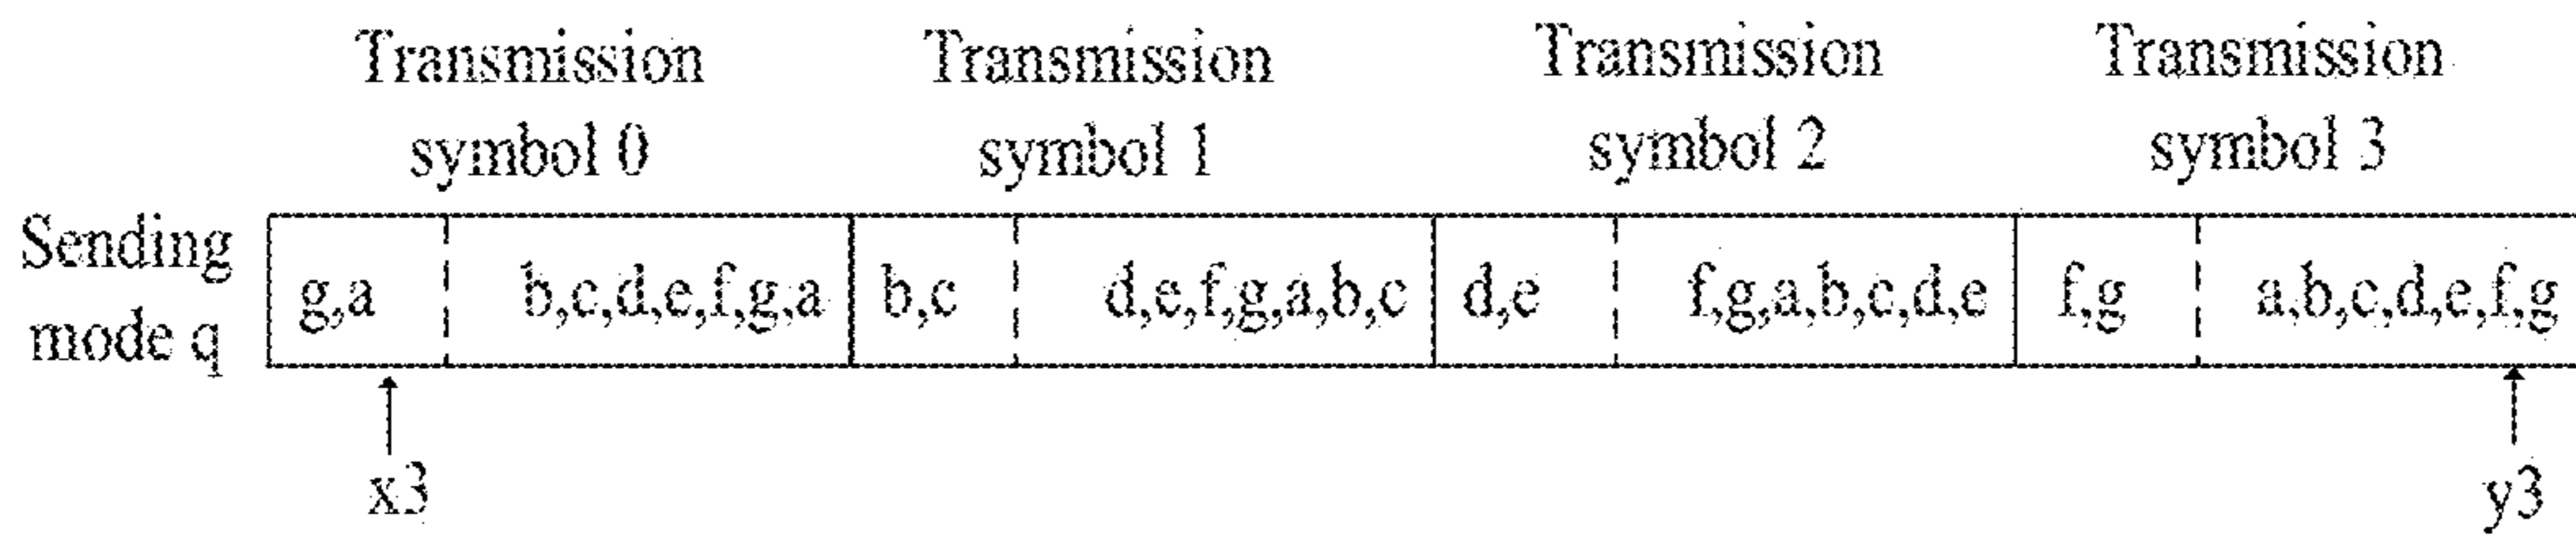 Transmission symbol 0
Transmission symbol 1
Transmission symbol 2
Transmission symbol 3
Sending mode q
g,a
b,c,d,e,f,g,a
b,c
d,e,f,g,a,b,c
d,e
f,g,a,b,c,d,e
f,g
a,b,c,d,e,f,g
x3
y3